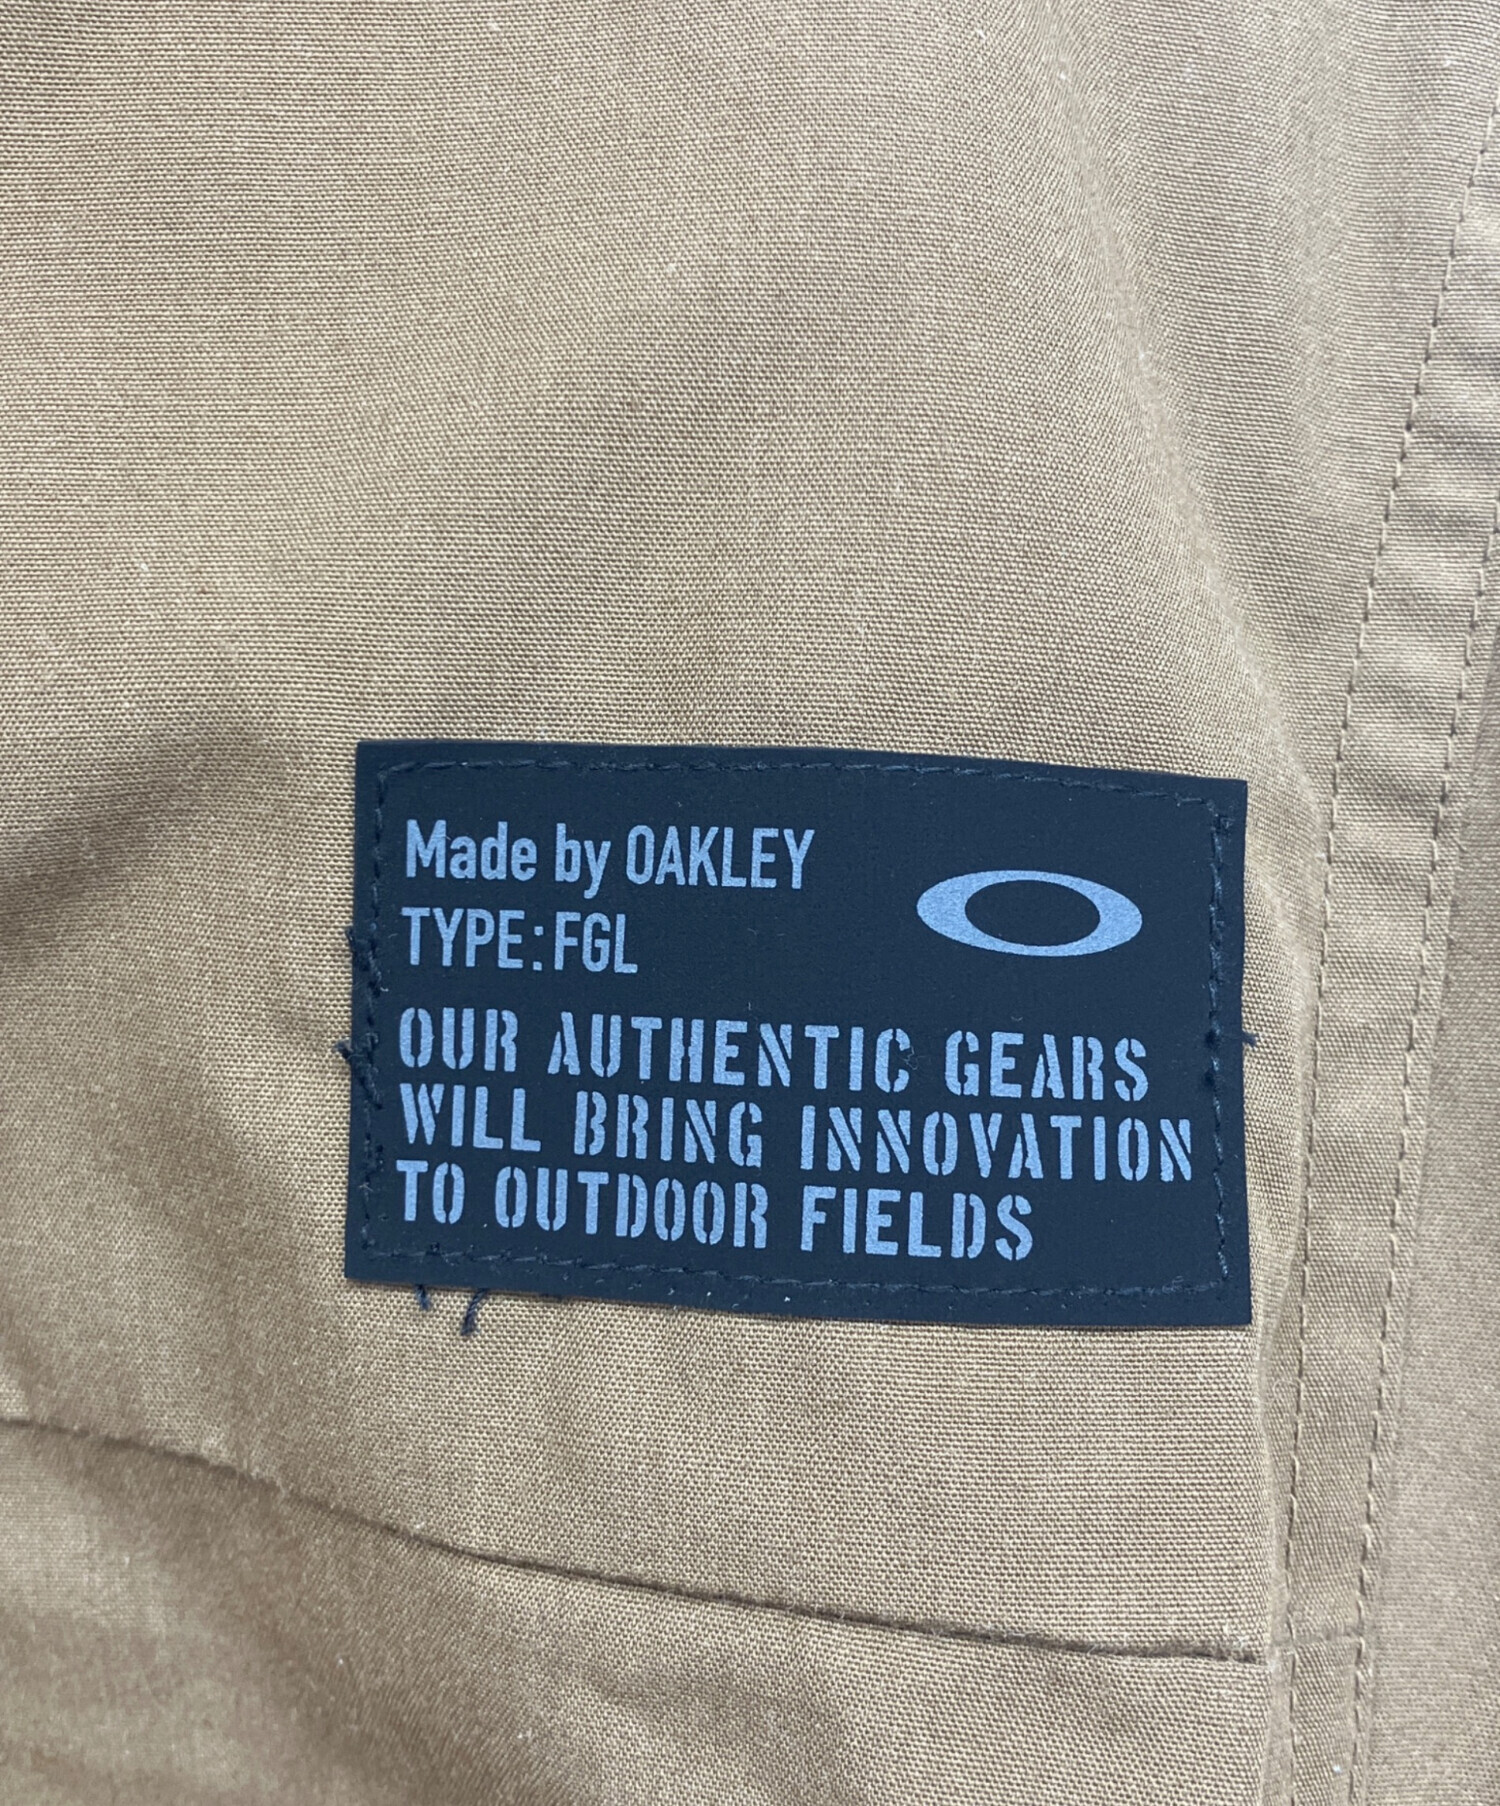 Made by OAKLEY
TYPE:FGL
OUR AUTHENTIC GEARS
WILL BRING INNOVATION
TO OUTDOOR FIELDS